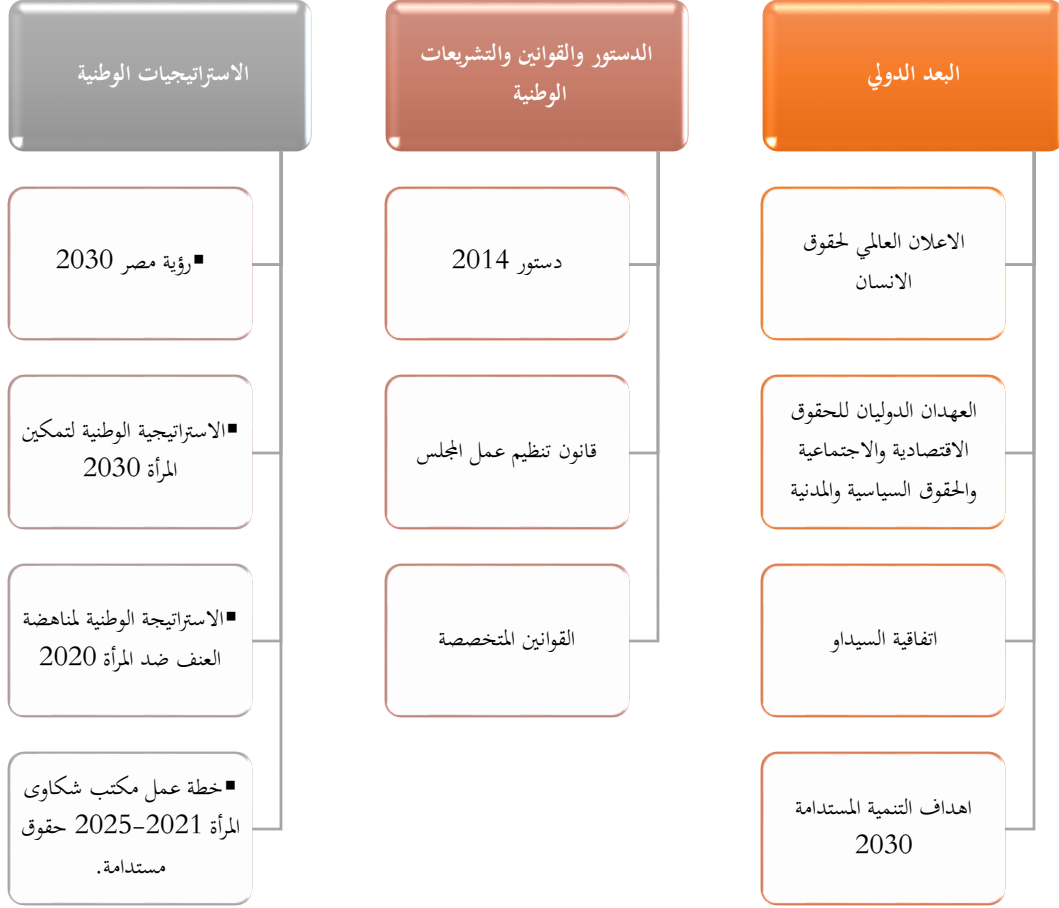 البعد الدولي
الاعلان العالمي لحقوق
الانسان
العهدان الدوليان للحقوق
الاقتصادية والاجتماعية
والحقوق السياسية والمدنية
اتفاقية السيداو
اهداف التنمية المستدامة
2030
الدستور والقوانين والتشريعات
الوطنية
دستور 2014
قانون تنظيم عمل المجلس
القوانين المتخصصة
الاستراتيجيات الوطنية
▪رؤية مصر 2030
▪الاستراتيجية الوطنية لتمكين
المرأة 2030
▪الاستراتيجة الوطنية لمناهضة
العنف ضد المرأة 2020
▪خطة عمل مكتب شكاوى
المرأة 2021-2025 حقوق
مستدامة.